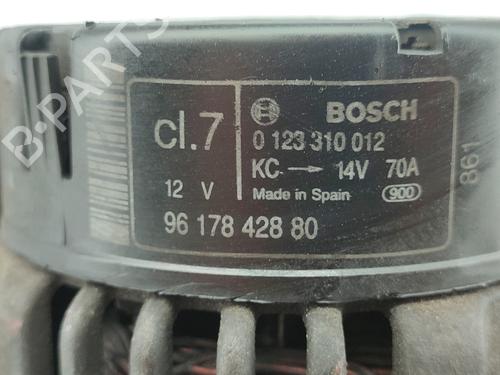 B-PARTS
cl.7
BOSCH
0 123 310 012
KC→ 14V 70A
12 V
Made in Spain 900
96 178 428 80
861